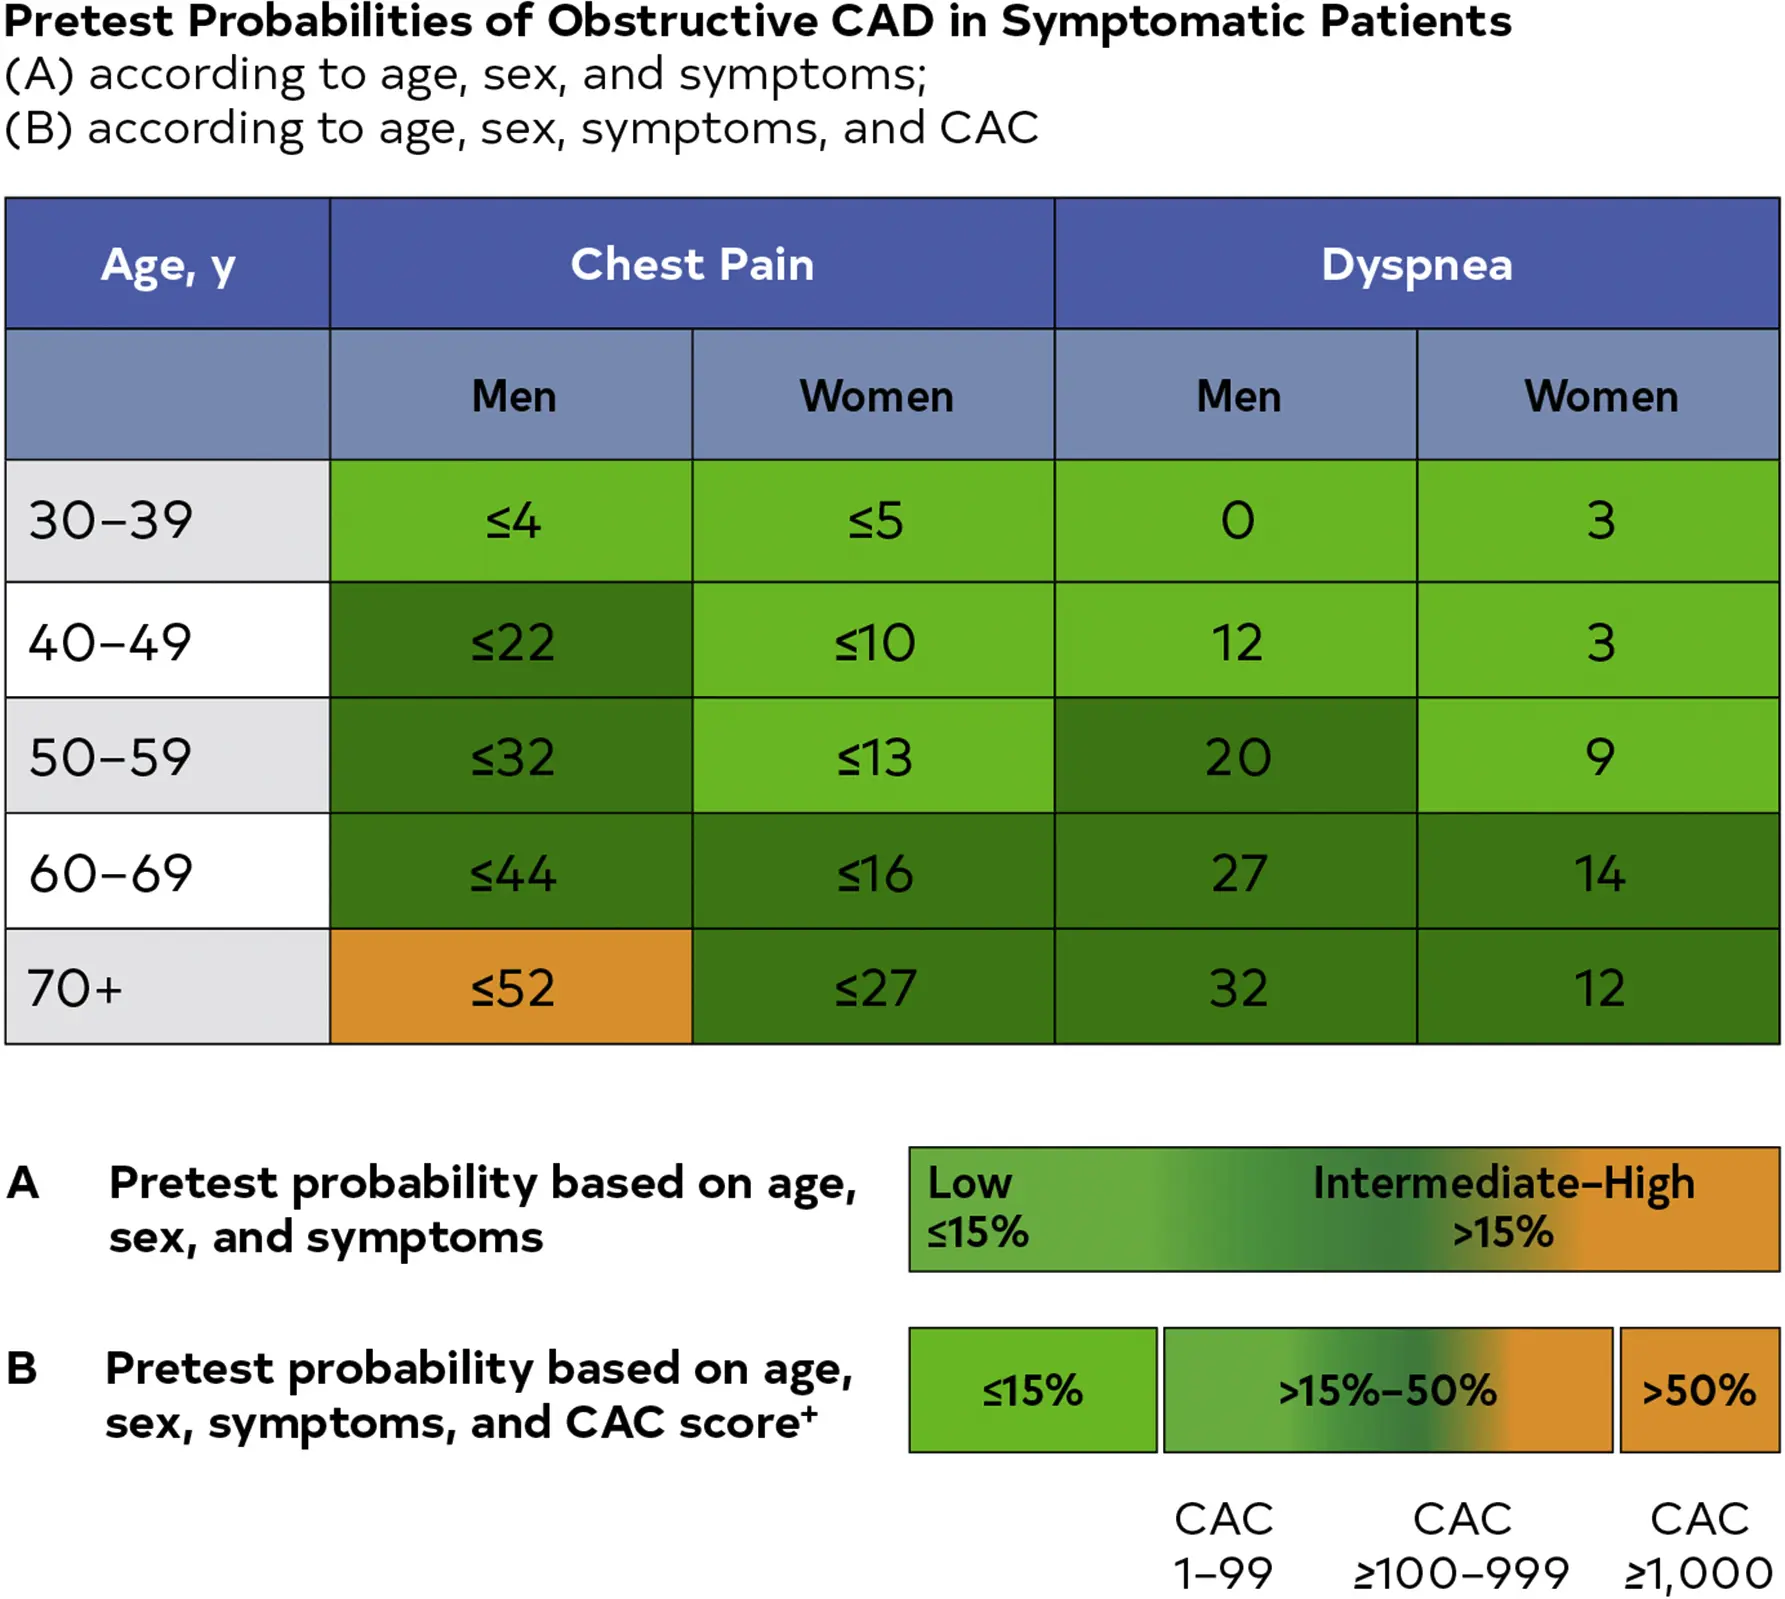 Pretest Probabilities of Obstructive CAD in Symptomatic Patients
(A) according to age, sex, and symptoms;
(B) according to age, sex, symptoms, and CAC
Age, y Chest Pain Dyspnea
Men Women Men Women
30–39 ≤4 ≤5 0 3
40–49 ≤22 ≤10 12 3
50–59 ≤32 ≤13 20 9
60–69 ≤44 ≤16 27 14
70+ ≤52 ≤27 32 12
A Pretest probability based on age,
sex, and symptoms
Low
≤15%
Intermediate–High
>15%
B Pretest probability based on age,
sex, symptoms, and CAC score+
≤15% >15%–50% >50%
CAC
1–99
CAC
≥100–999
CAC
≥1,000